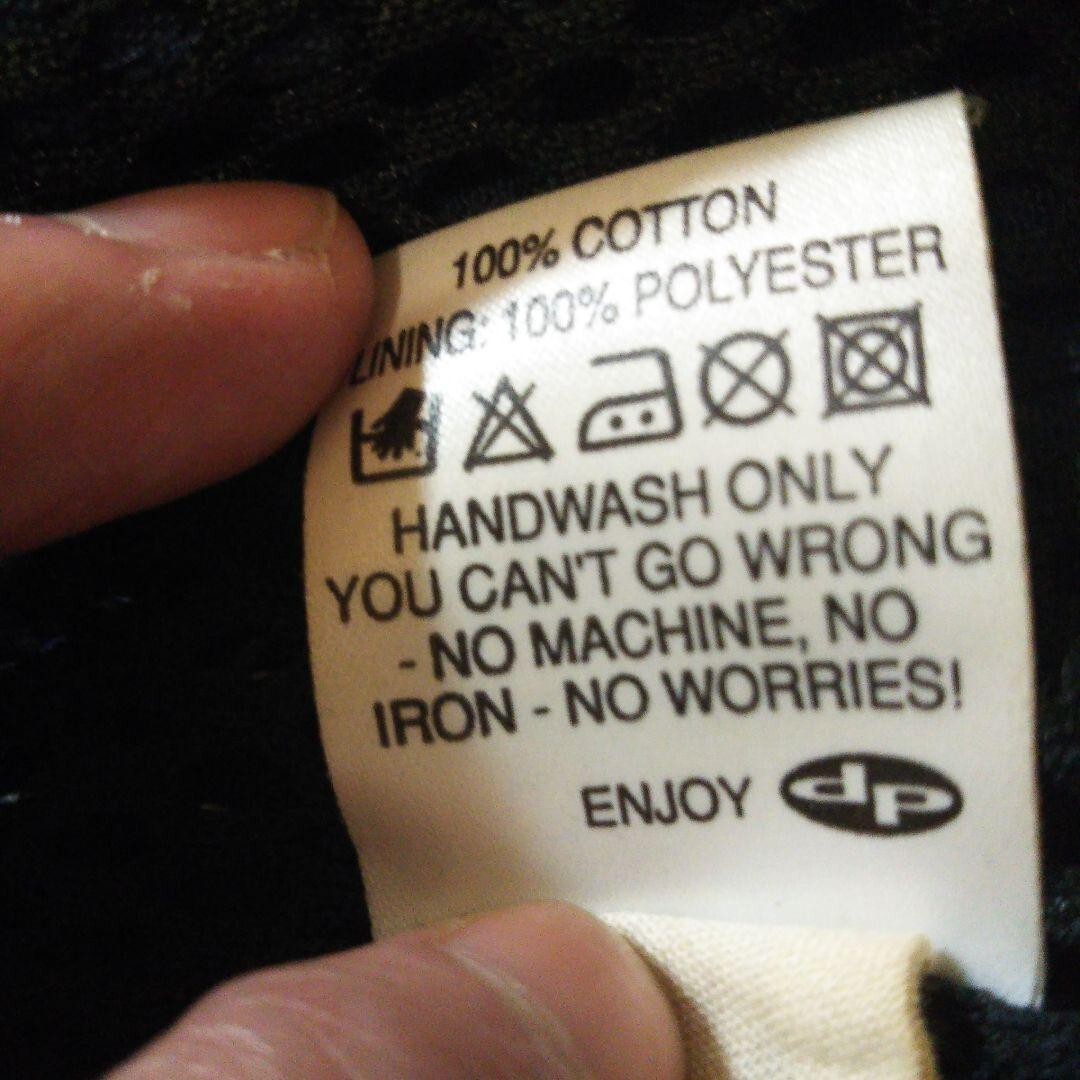 100% COTTON
LINING: 100% POLYESTER
HANDWASH ONLY
YOU CAN'T GO WRONG
- NO MACHINE, NO
IRON - NO WORRIES!
ENJOY dp